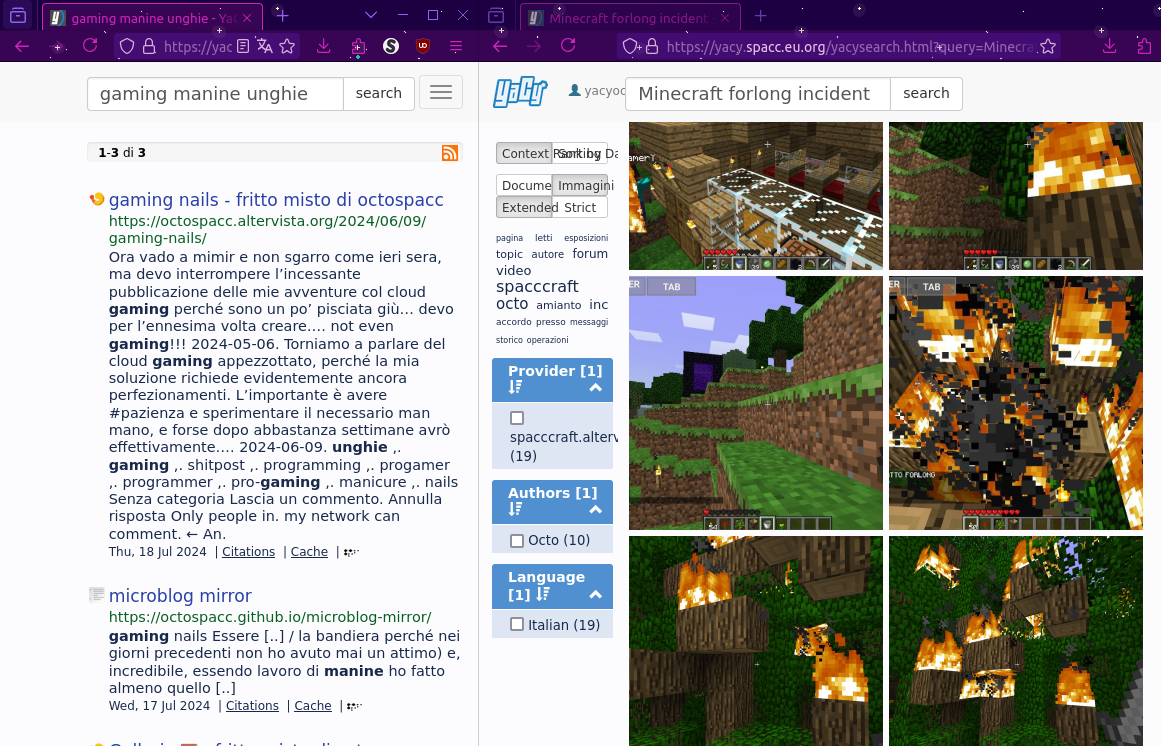 gaming manine unghie - Ya
Minecraft forlong incident
https://yac
https://yacy.spacc.eu.org/yacysearch.html?query=Minecra
gaming manine unghie
search
1-3 di 3
gaming nails - fritto misto di octospacc
https://octospacc.altervista.org/2024/06/09/
gaming-nails/
Ora vado a mimir e non sgarro come ieri sera,
ma devo interrompere l’incessante
pubblicazione delle mie avventure col cloud
gaming perché sono un po’ pisciata giù… devo
per l’ennesima volta creare…. not even
gaming!!! 2024-05-06. Torniamo a parlare del
cloud gaming appezzottato, perché la mia
soluzione richiede evidentemente ancora
perfezionamenti. L’importante è avere
#pazienza e sperimentare il necessario man
mano, e forse dopo abbastanza settimane avrò
effettivamente…. 2024-06-09. unghie ,.
gaming ,. shitpost ,. programming ,. progamer
,. programmer ,. pro-gaming ,. manicure ,. nails
Senza categoria Lascia un commento. Annulla
risposta Only people in. my network can
comment. ← An.
Thu, 18 Jul 2024 | Citations | Cache |
microblog mirror
https://octospacc.github.io/microblog-mirror/
gaming nails Essere [..] / la bandiera perché nei
giorni precedenti non ho avuto mai un attimo) e,
incredibile, essendo lavoro di manine ho fatto
almeno quello [..]
Wed, 17 Jul 2024 | Citations | Cache |
yacy
yacyoc
Minecraft forlong incident
search
Context Ranking Sort by Da
Docume Immagini
Extended Strict
pagina letti esposizioni
topic autore forum
video
spacccraft
octo amianto inc
accordo presso messaggi
storico operazioni
Provider [1]
spacccraft.alterv
(19)
Authors [1]
Octo (10)
Language
[1]
Italian (19)
ER TAB
ER TAB
TTO FORLONG